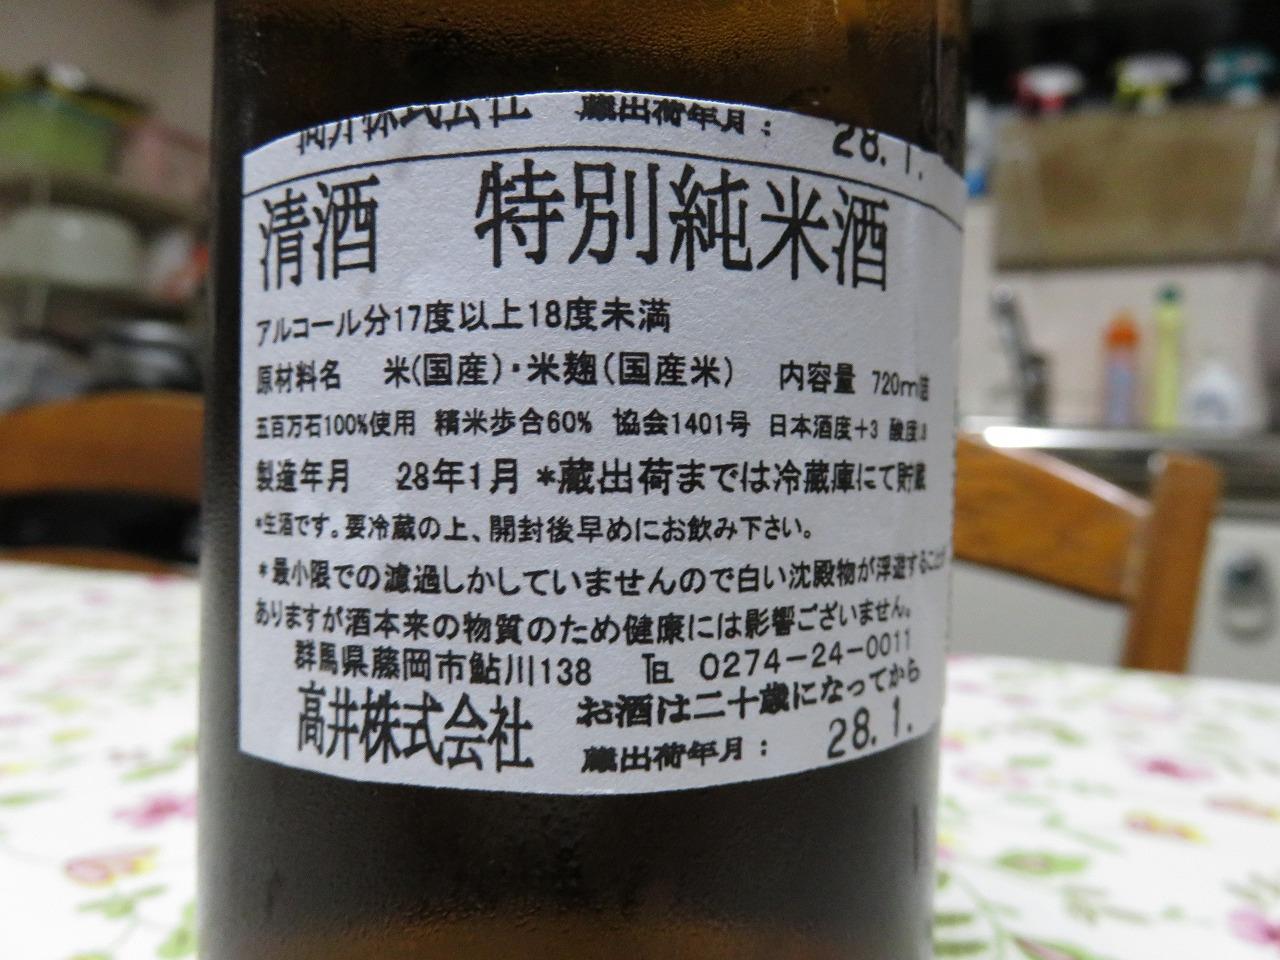 高井株式会社 蔵出荷年月： 28.1.
清酒 特別純米酒
アルコール分17度以上18度未満
原材料名 米(国産)・米麹(国産米) 内容量 720ml詰
五百万石100%使用 精米歩合60% 協会1401号 日本酒度+3 酸度
製造年月 28年1月 *蔵出荷までは冷蔵庫にて貯蔵
*生酒です。要冷蔵の上、開封後早めにお飲み下さい。
*最小限での濾過しかしていませんので白い沈殿物が浮遊することが
ありますが酒本来の物質のため健康には影響ございません。
群馬県藤岡市鮎川138 ℡ 0274-24-0011
高井株式会社 お酒は二十歳になってから
蔵出荷年月： 28.1.